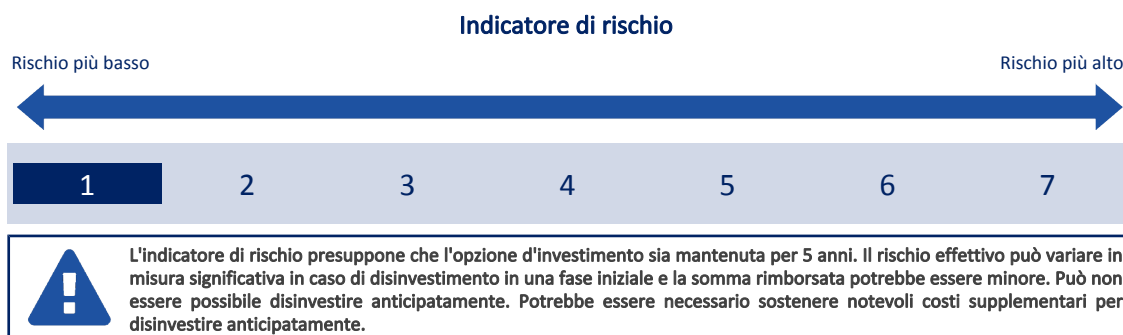 Indicatore di rischio
Rischio più basso
Rischio più alto
1 2 3 4 5 6 7
L'indicatore di rischio presuppone che l'opzione d'investimento sia mantenuta per 5 anni. Il rischio effettivo può variare in
misura significativa in caso di disinvestimento in una fase iniziale e la somma rimborsata potrebbe essere minore. Può non
essere possibile disinvestire anticipatamente. Potrebbe essere necessario sostenere notevoli costi supplementari per
disinvestire anticipatamente.